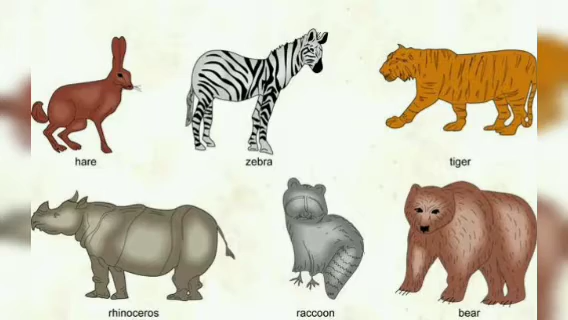 hare
zebra
tiger
rhinoceros
raccoon
bear